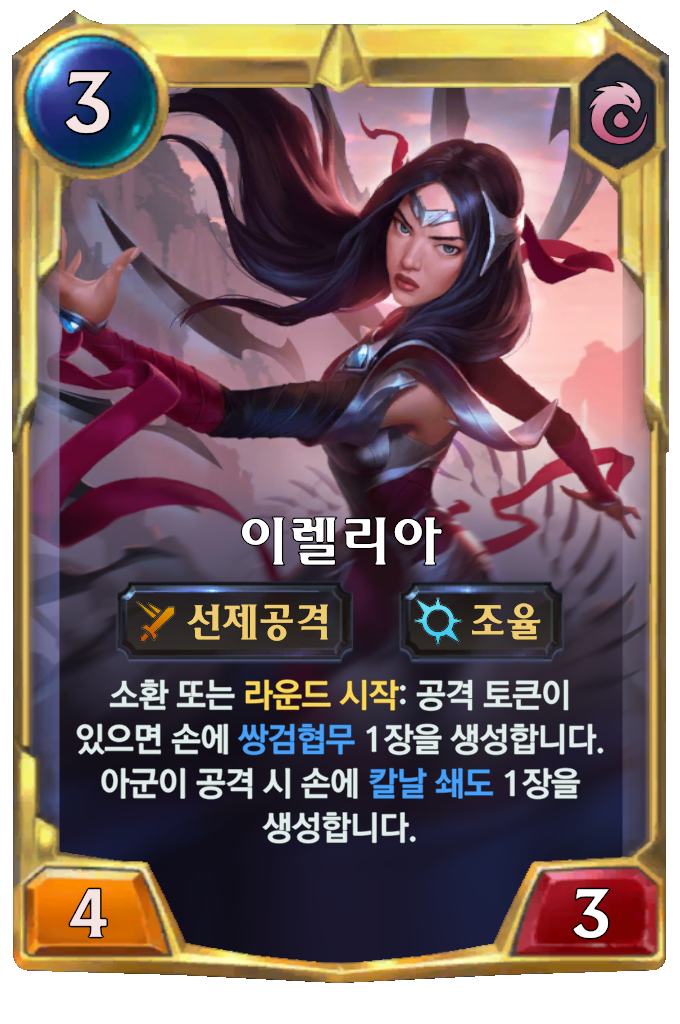 3
이렐리아
선제공격 조율
소환 또는 라운드 시작: 공격 토큰이
있으면 손에 쌍검협무 1장을 생성합니다.
아군이 공격 시 손에 칼날 쇄도 1장을
생성합니다.
4 3